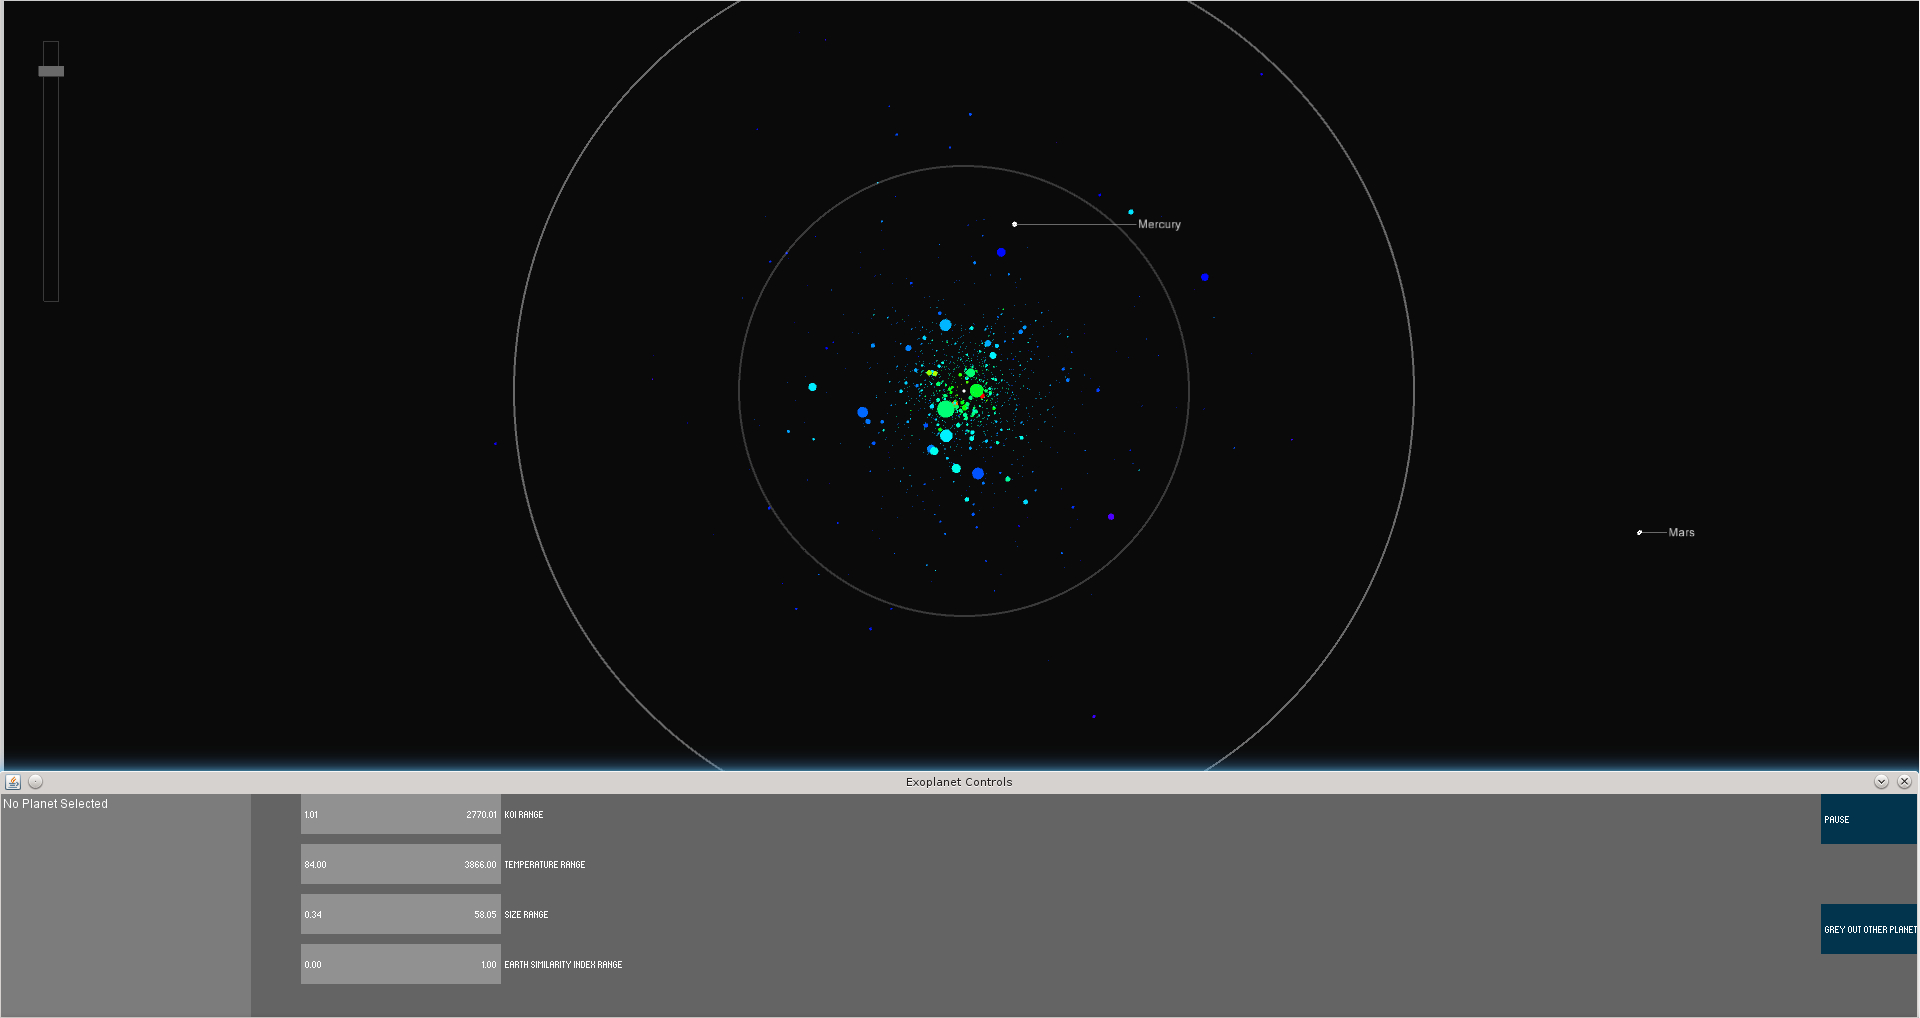 Mercury
Mars
Exoplanet Controls
No Planet Selected
1.01 2770.01 KOI RANGE
PAUSE
84.00 3866.00 TEMPERATURE RANGE
0.34 58.05 SIZE RANGE
GREY OUT OTHER PLANET
0.00 1.00 EARTH SIMILARITY INDEX RANGE